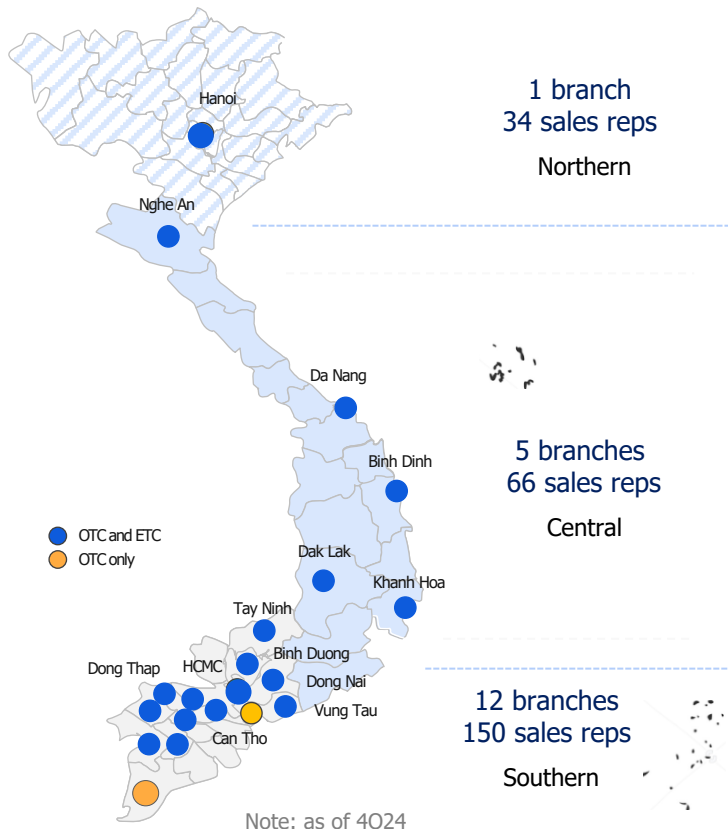 Hanoi
1 branch
34 sales reps
Northern
Nghe An
Da Nang
5 branches
66 sales reps
Central
Binh Dinh
OTC and ETC
OTC only
Dak Lak
Khanh Hoa
Tay Ninh
Binh Duong
HCMC
Dong Thap
Dong Nai
Vung Tau
Can Tho
12 branches
150 sales reps
Southern
Note: as of 4Q24